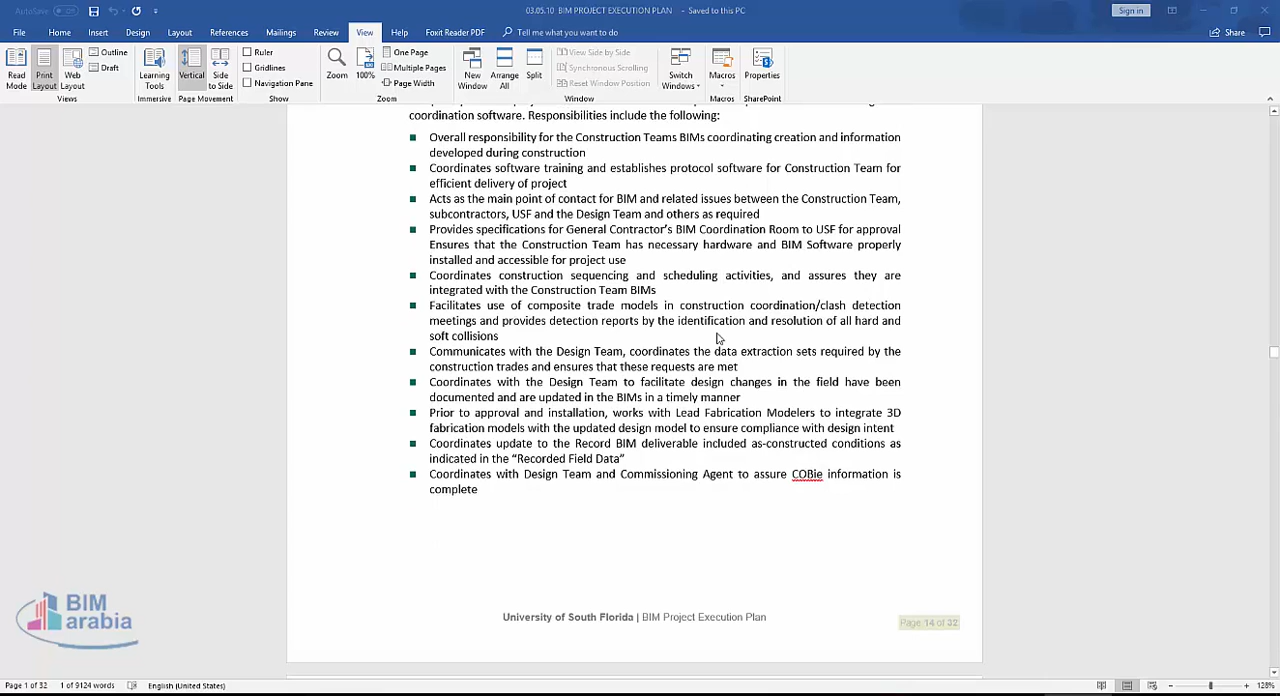 AutoSave Off
03.05.10 BIM PROJECT EXECUTION PLAN - Saved to this PC
Sign in
File Home Insert Design Layout References Mailings Review View Help Foxit Reader PDF Tell me what you want to do Share
Read Mode
Print Layout
Web Layout
Outline
Draft
Views
Learning Tools
Immersive
Vertical
Side to Side
Page Movement
Ruler
Gridlines
Navigation Pane
Show
Zoom
100%
One Page
Multiple Pages
Page Width
Zoom
New Window
Arrange All
Split
View Side by Side
Synchronous Scrolling
Reset Window Position
Window
Switch Windows
Macros
Macros
Properties
SharePoint
coordination software. Responsibilities include the following:
Overall responsibility for the Construction Teams BIMs coordinating creation and information
developed during construction
Coordinates software training and establishes protocol software for Construction Team for
efficient delivery of project
Acts as the main point of contact for BIM and related issues between the Construction Team,
subcontractors, USF and the Design Team and others as required
Provides specifications for General Contractor's BIM Coordination Room to USF for approval
Ensures that the Construction Team has necessary hardware and BIM Software properly
installed and accessible for project use
Coordinates construction sequencing and scheduling activities, and assures they are
integrated with the Construction Team BIMs
Facilitates use of composite trade models in construction coordination/clash detection
meetings and provides detection reports by the identification and resolution of all hard and
soft collisions
Communicates with the Design Team, coordinates the data extraction sets required by the
construction trades and ensures that these requests are met
Coordinates with the Design Team to facilitate design changes in the field have been
documented and are updated in the BIMs in a timely manner
Prior to approval and installation, works with Lead Fabrication Modelers to integrate 3D
fabrication models with the updated design model to ensure compliance with design intent
Coordinates update to the Record BIM deliverable included as-constructed conditions as
indicated in the “Recorded Field Data”
Coordinates with Design Team and Commissioning Agent to assure COBie information is
complete
University of South Florida | BIM Project Execution Plan
Page 14 of 32
BIM
arabia
Page 1 of 32 1 of 9124 words English (United States) 128%